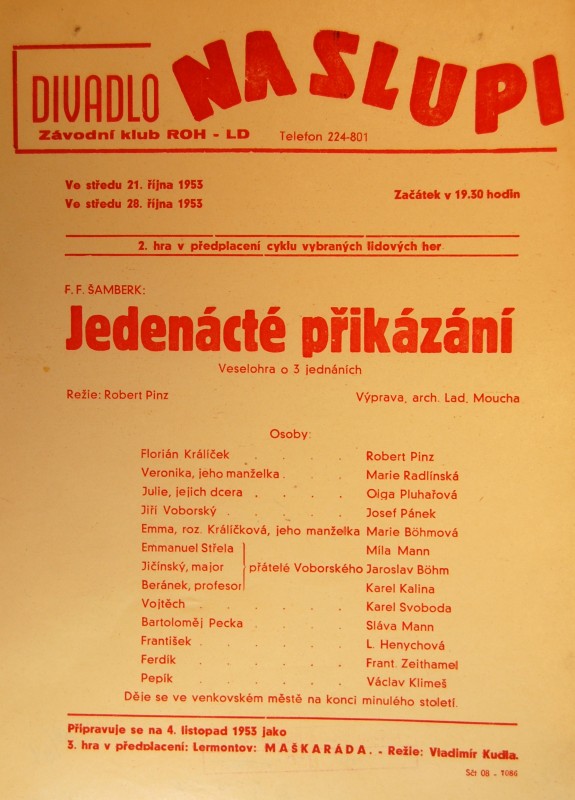 DIVADLO NA SLUPI
Závodní klub ROH - LD Telefon 224-801
Ve středu 21. října 1953
Ve středu 28. října 1953
Začátek v 19.30 hodin
2. hra v předplacení cyklu vybraných lidových her
F. F. ŠAMBERK:
Jedenácté přikázání
Veselohra o 3 jednáních
Režie: Robert Pinz Výprava, arch. Lad. Moucha
Osoby:
Florián Králíček . . . . Robert Pinz
Veronika, jeho manželka . . . Marie Radlínská
Julie, jejich dcera . . . . Olga Pluhařová
Jiří Voborský . . . . Josef Pánek
Emma, roz. Králíčková, jeho manželka Marie Böhmová
Emmanuel Střela Míla Mann
Jičínský, major přátelé Voborského Jaroslav Böhm
Beránek, profesor Karel Kalina
Vojtěch . . . . . Karel Svoboda
Bartoloměj Pecka . . . . Sláva Mann
František . . . . . L. Henychová
Ferdík . . . . . Frant. Zeithamel
Pepík . . . . . Václav Klimeš
Děje se ve venkovském městě na konci minulého století.
Připravuje se na 4. listopad 1953 jako
3. hra v předplacení: Lermontov: MAŠKARÁDA. - Režie: Vladimír Kudla.
Sčt 08 - 1086